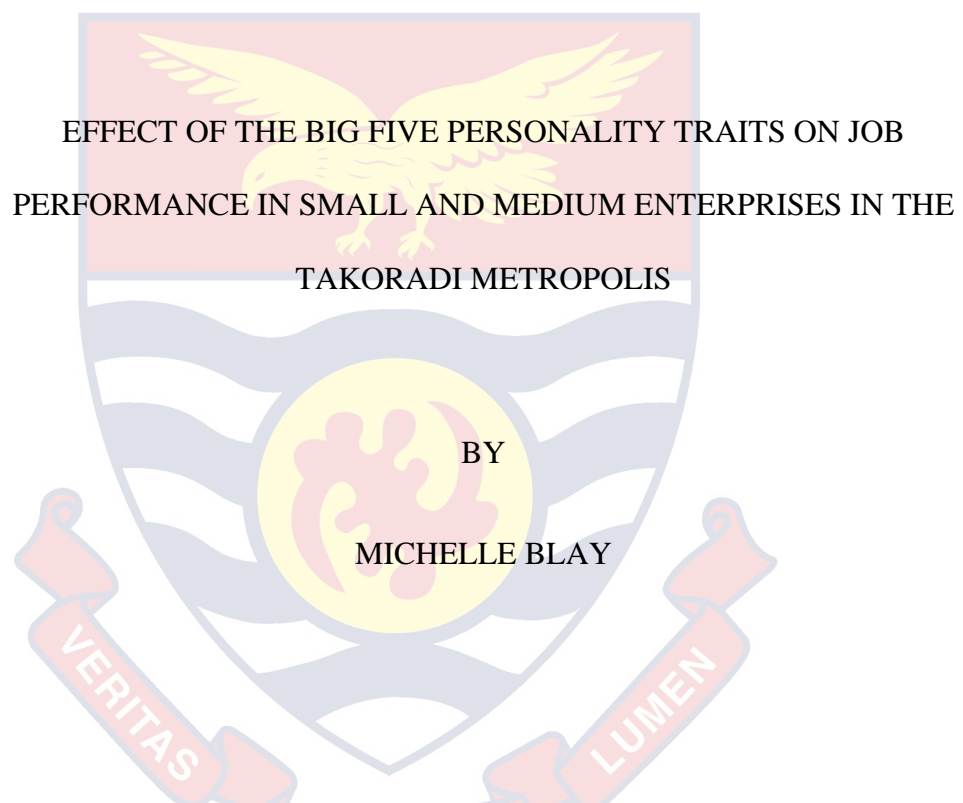 EFFECT OF THE BIG FIVE PERSONALITY TRAITS ON JOB
PERFORMANCE IN SMALL AND MEDIUM ENTERPRISES IN THE
TAKORADI METROPOLIS
BY
MICHELLE BLAY
VERITAS
LUMEN